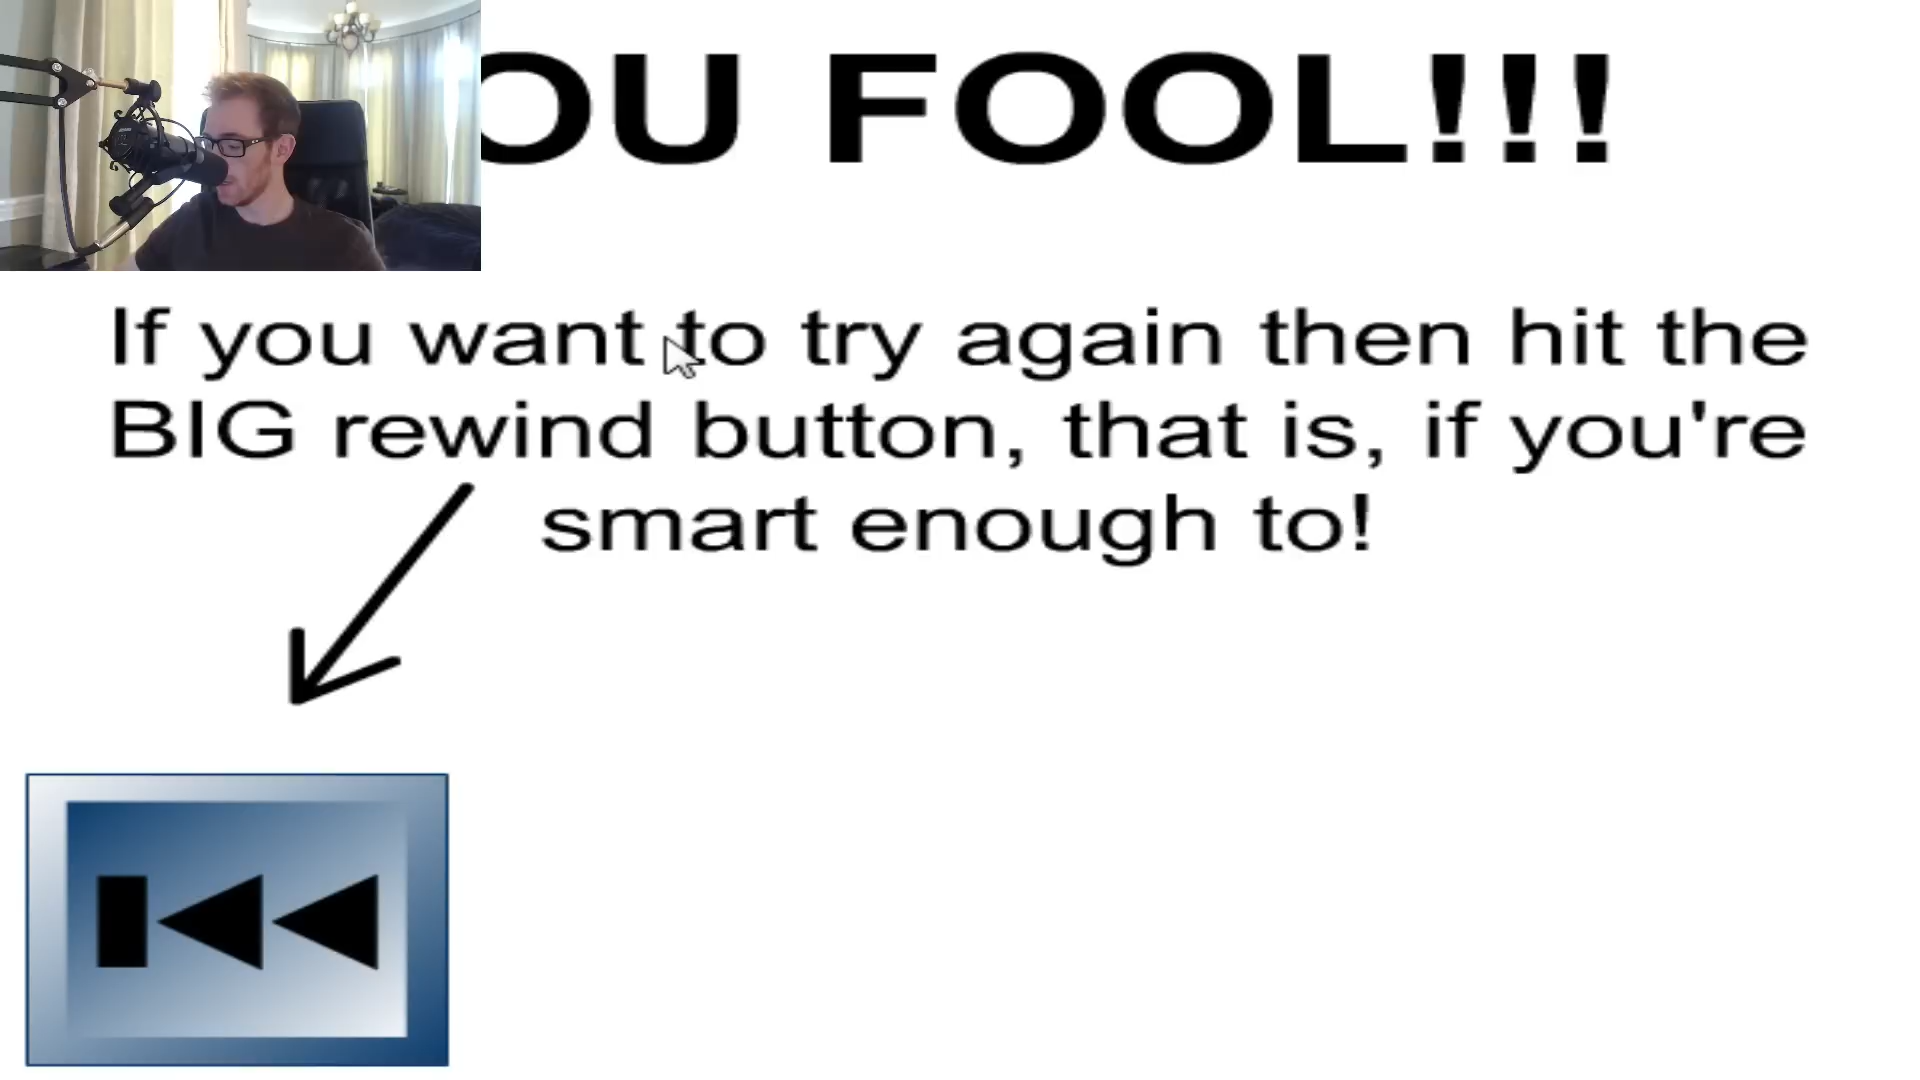 OU FOOL!!!
If you want to try again then hit the
BIG rewind button, that is, if you're
smart enough to!